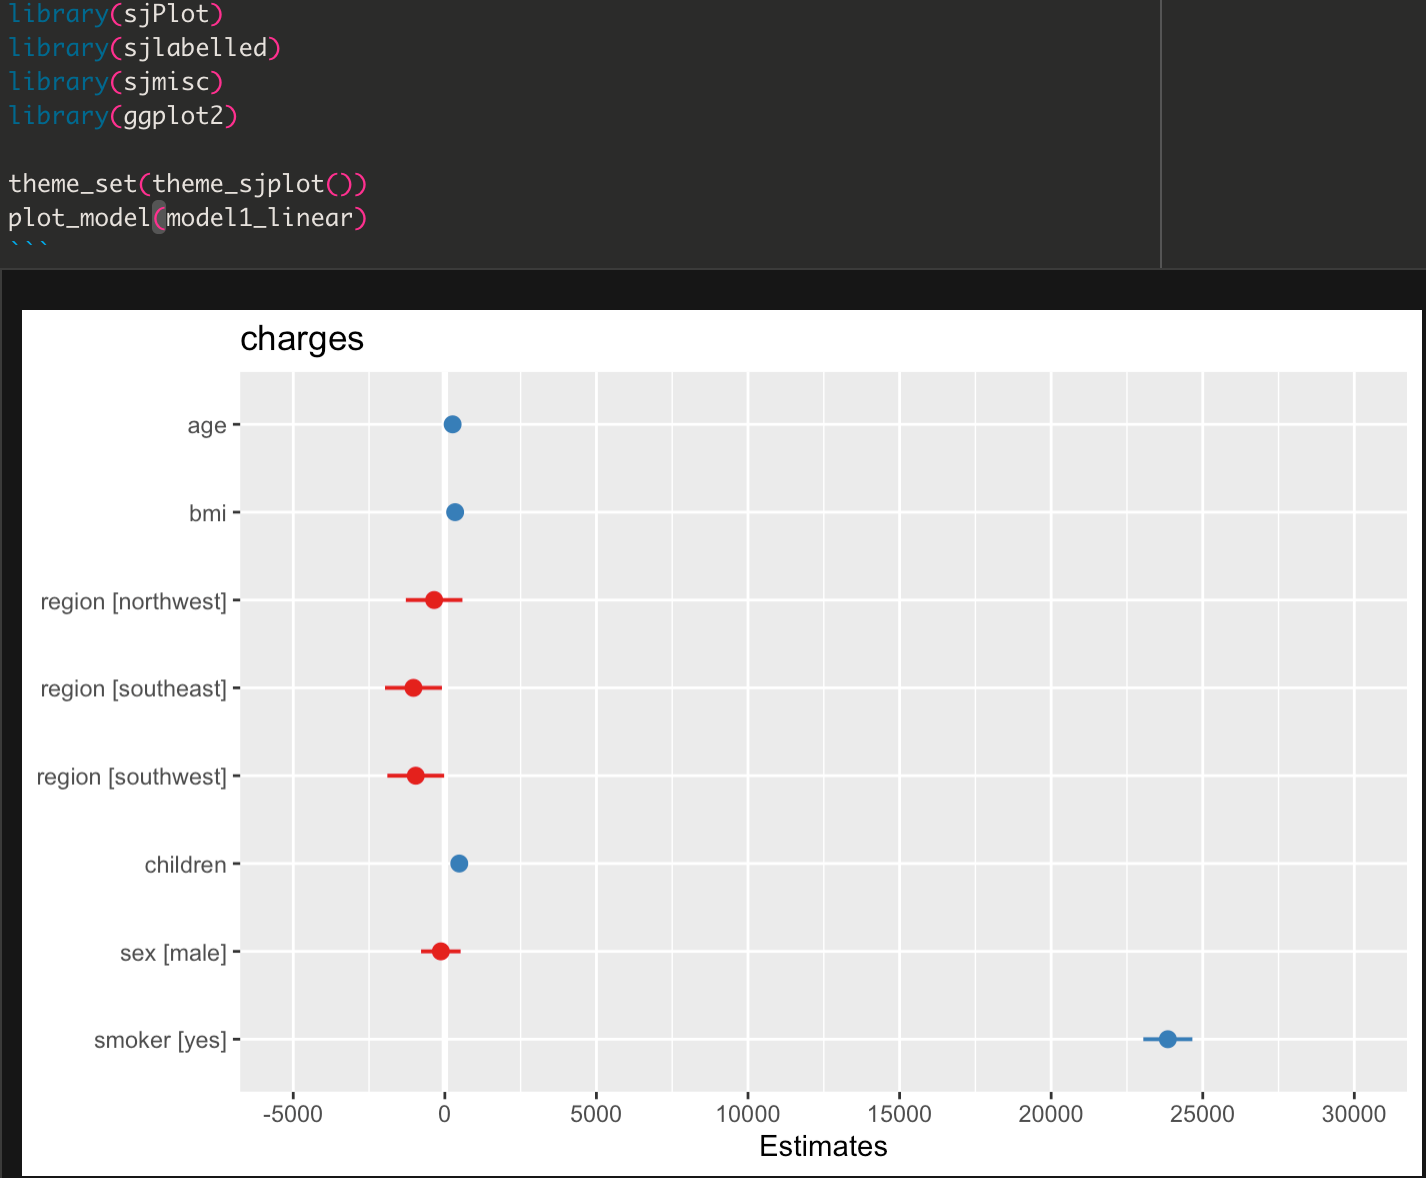 library(sjPlot)
library(sjlabelled)
library(sjmisc)
library(ggplot2)
theme_set(theme_sjplot())
plot_model(model1_linear)
```
charges
age
bmi
region [northwest]
region [southeast]
region [southwest]
children
sex [male]
smoker [yes]
-5000 0 5000 10000 15000 20000 25000 30000
Estimates